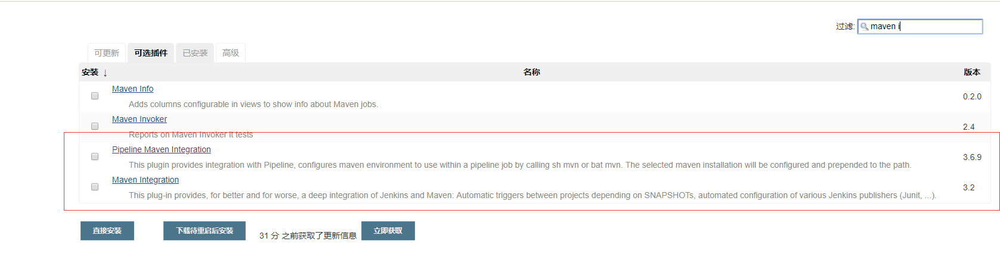 过滤: maven i
可更新 可选插件 已安装 高级
安装 ↓ 名称 版本
Maven Info
Adds columns configurable in views to show info about Maven jobs.
0.2.0
Maven Invoker
Reports on Maven Invoker it tests
2.4
Pipeline Maven Integration
This plugin provides integration with Pipeline, configures maven environment to use within a pipeline job by calling sh mvn or bat mvn. The selected maven installation will be configured and prepended to the path.
3.6.9
Maven Integration
This plug-in provides, for better and for worse, a deep integration of Jenkins and Maven: Automatic triggers between projects depending on SNAPSHOTs, automated configuration of various Jenkins publishers (Junit, ...).
3.2
直接安装 下载待重启后安装 31 分 之前获取了更新信息 立即获取